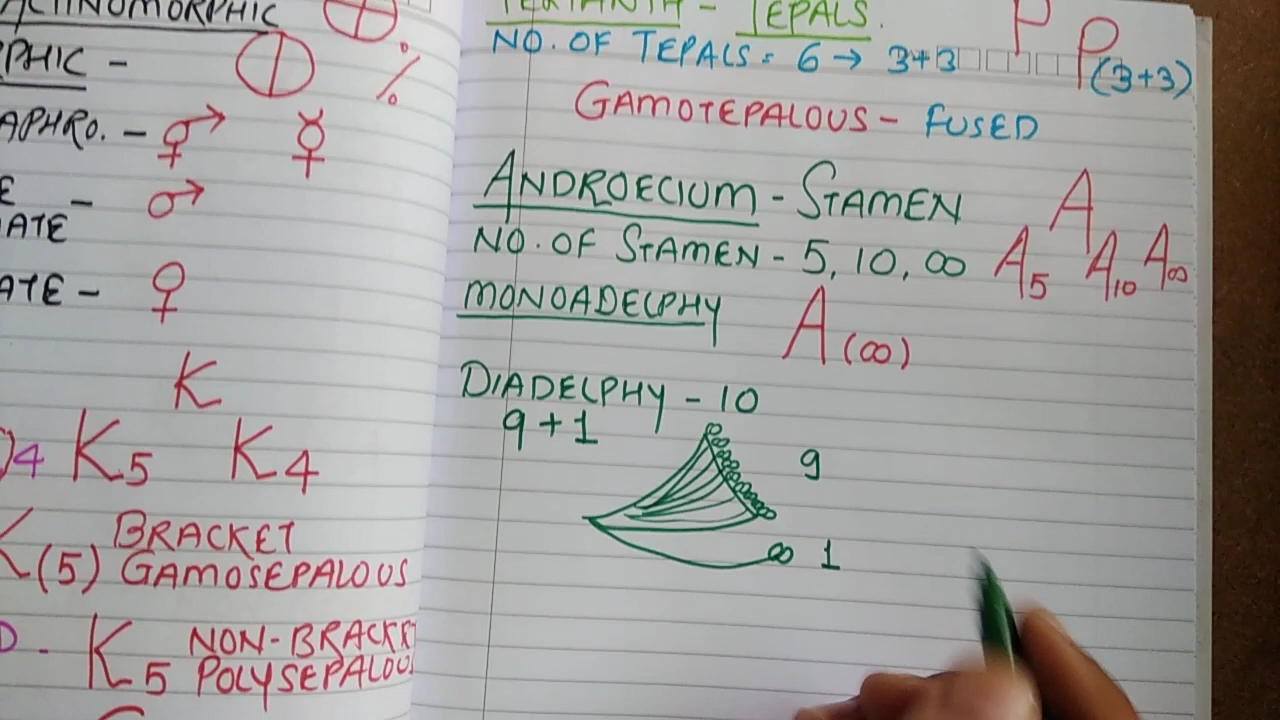 ACTINOMORPHIC
PHIC -
%
APHRO. -
E -
ATE
ATE -
K
)4 K5 K4
K(5) BRACKET
GAMOSEPALOUS
D - K5 NON-BRACKET
POLYSEPALOU
PERIANTH - TEPALS.
P
NO. OF TEPALS = 6 → 3+3
P(3+3)
GAMOTEPALOUS - FUSED
ANDROECIUM - STAMEN
A
NO. OF STAMEN - 5, 10, ∞
A5 A10 A∞
MONOADELPHY A(∞)
DIADELPHY - 10
9 + 1
9
1